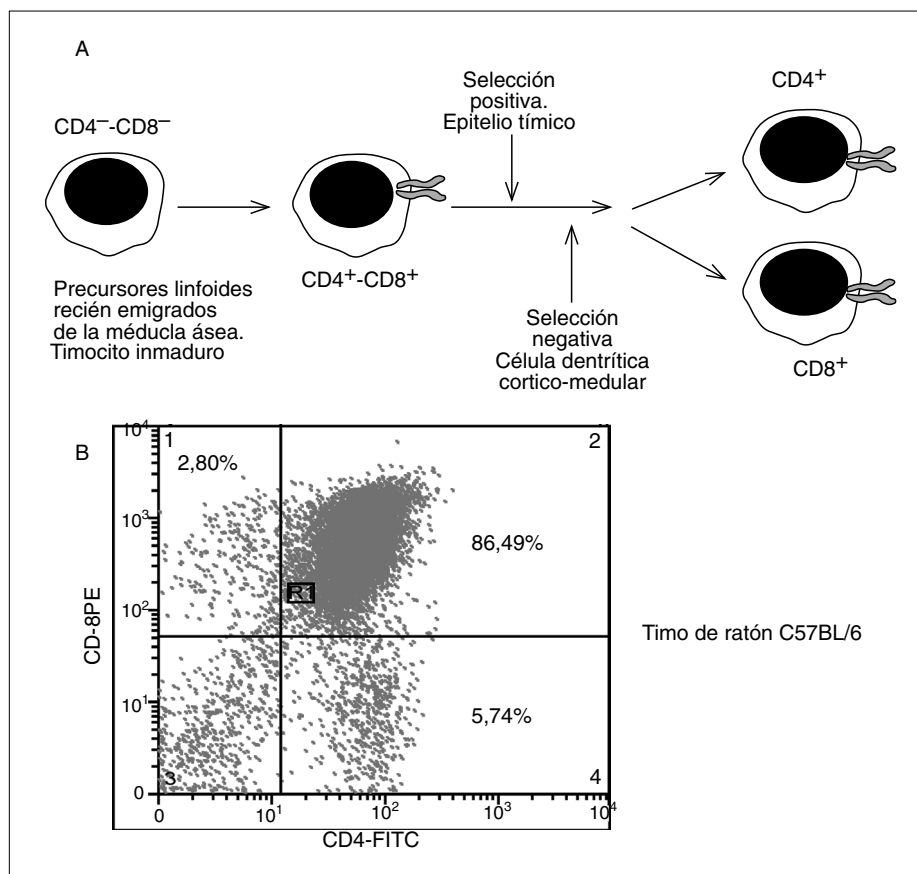 A
CD4⁻-CD8⁻
Precursores linfoides
recién emigrados
de la méducla ásea.
Timocito inmaduro
CD4⁺-CD8⁺
Selección
positiva.
Epitelio tímico
Selección
negativa
Célula dentrítica
cortico-medular
CD4⁺
CD8⁺
B
CD-8PE
10⁴
10³
10²
10¹
0
1
2,80%
2
86,49%
R1
3
5,74%
4
0
10¹
10²
10³
10⁴
CD4-FITC
Timo de ratón C57BL/6